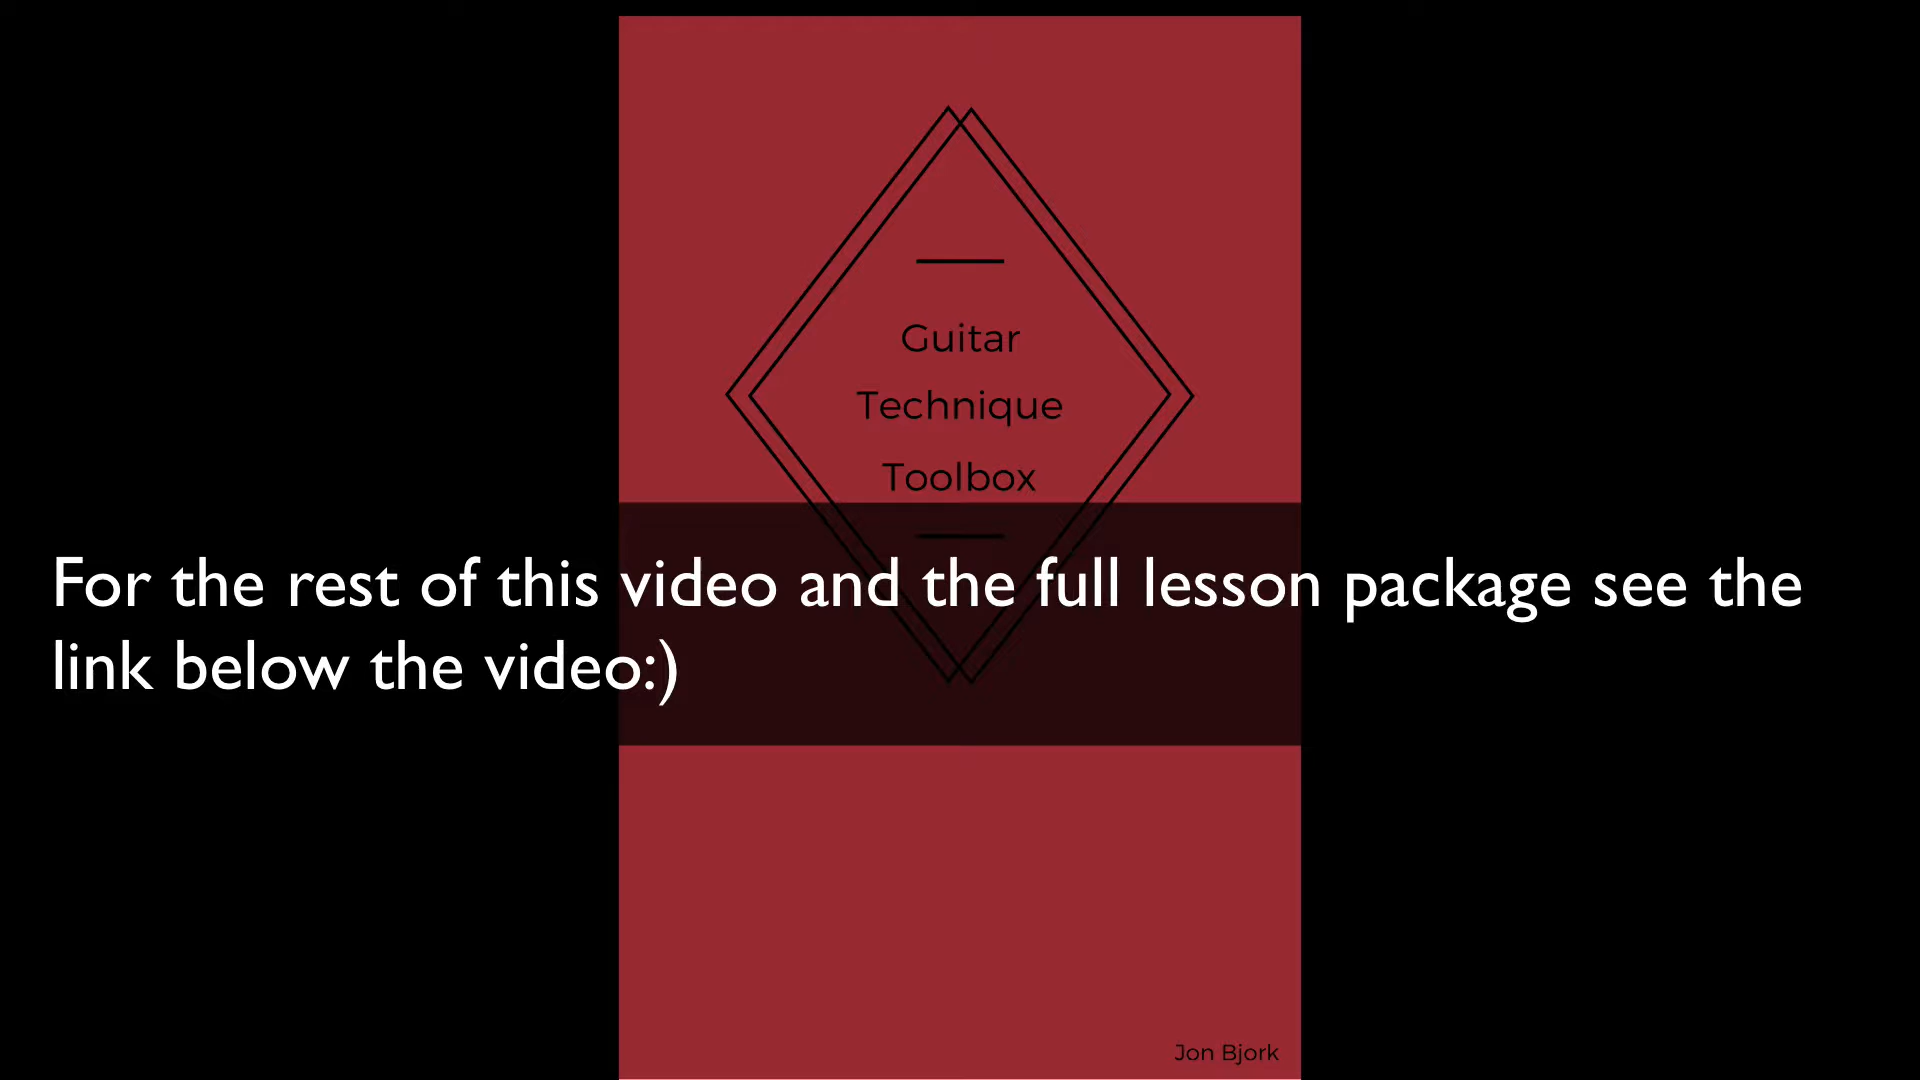 Guitar
Technique
Toolbox
For the rest of this video and the full lesson package see the
link below the video:)
Jon Bjork